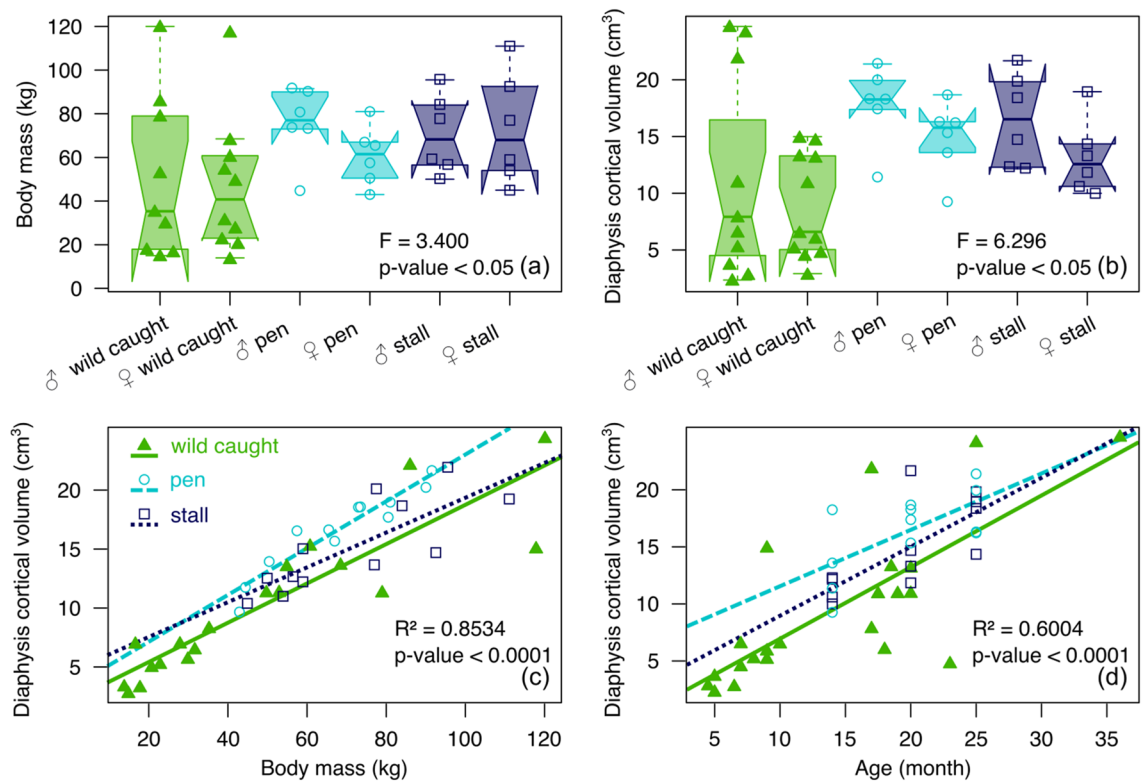 120
100
80
60
40
20
0
Body mass (kg)
F = 3.400
p-value < 0.05 (a)
♂ wild caught
♀ wild caught
♂ pen
♀ pen
♂ stall
♀ stall
20
15
10
5
Diaphysis cortical volume (cm³)
F = 6.296
p-value < 0.05 (b)
♂ wild caught
♀ wild caught
♂ pen
♀ pen
♂ stall
♀ stall
wild caught
pen
stall
20
15
10
5
Diaphysis cortical volume (cm³)
R² = 0.8534
p-value < 0.0001
(c)
20 40 60 80 100 120
Body mass (kg)
20
15
10
5
Diaphysis cortical volume (cm³)
R² = 0.6004
p-value < 0.0001
(d)
5 10 15 20 25 30 35
Age (month)